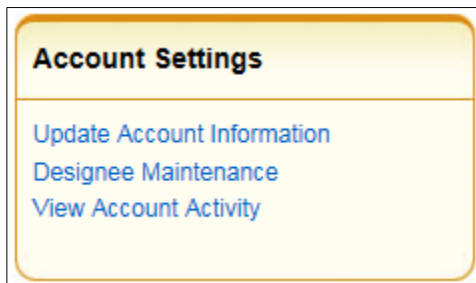 Account Settings
Update Account Information
Designee Maintenance
View Account Activity